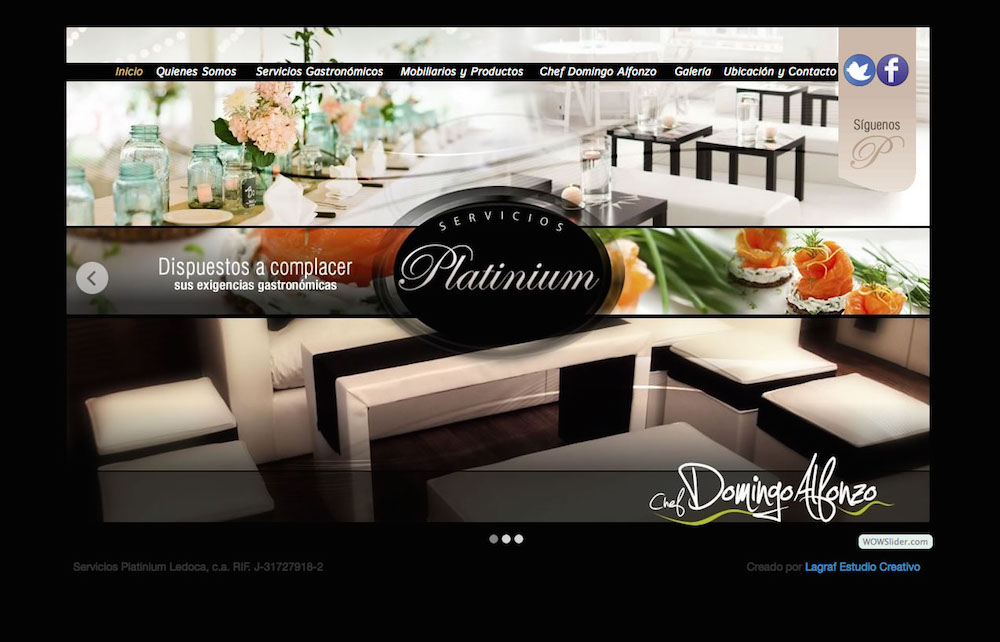 Inicio Quienes Somos Servicios Gastronómicos Mobiliarios y Productos Chef Domingo Alfonzo Galería Ubicación y Contacto
Síguenos
P
SERVICIOS
Platinium
Dispuestos a complacer
sus exigencias gastronómicas
Chef Domingo Alfonzo
WOWSlider.com
Servicios Platinium Ledoca, c.a. RIF. J-31727918-2
Creado por Lagraf Estudio Creativo